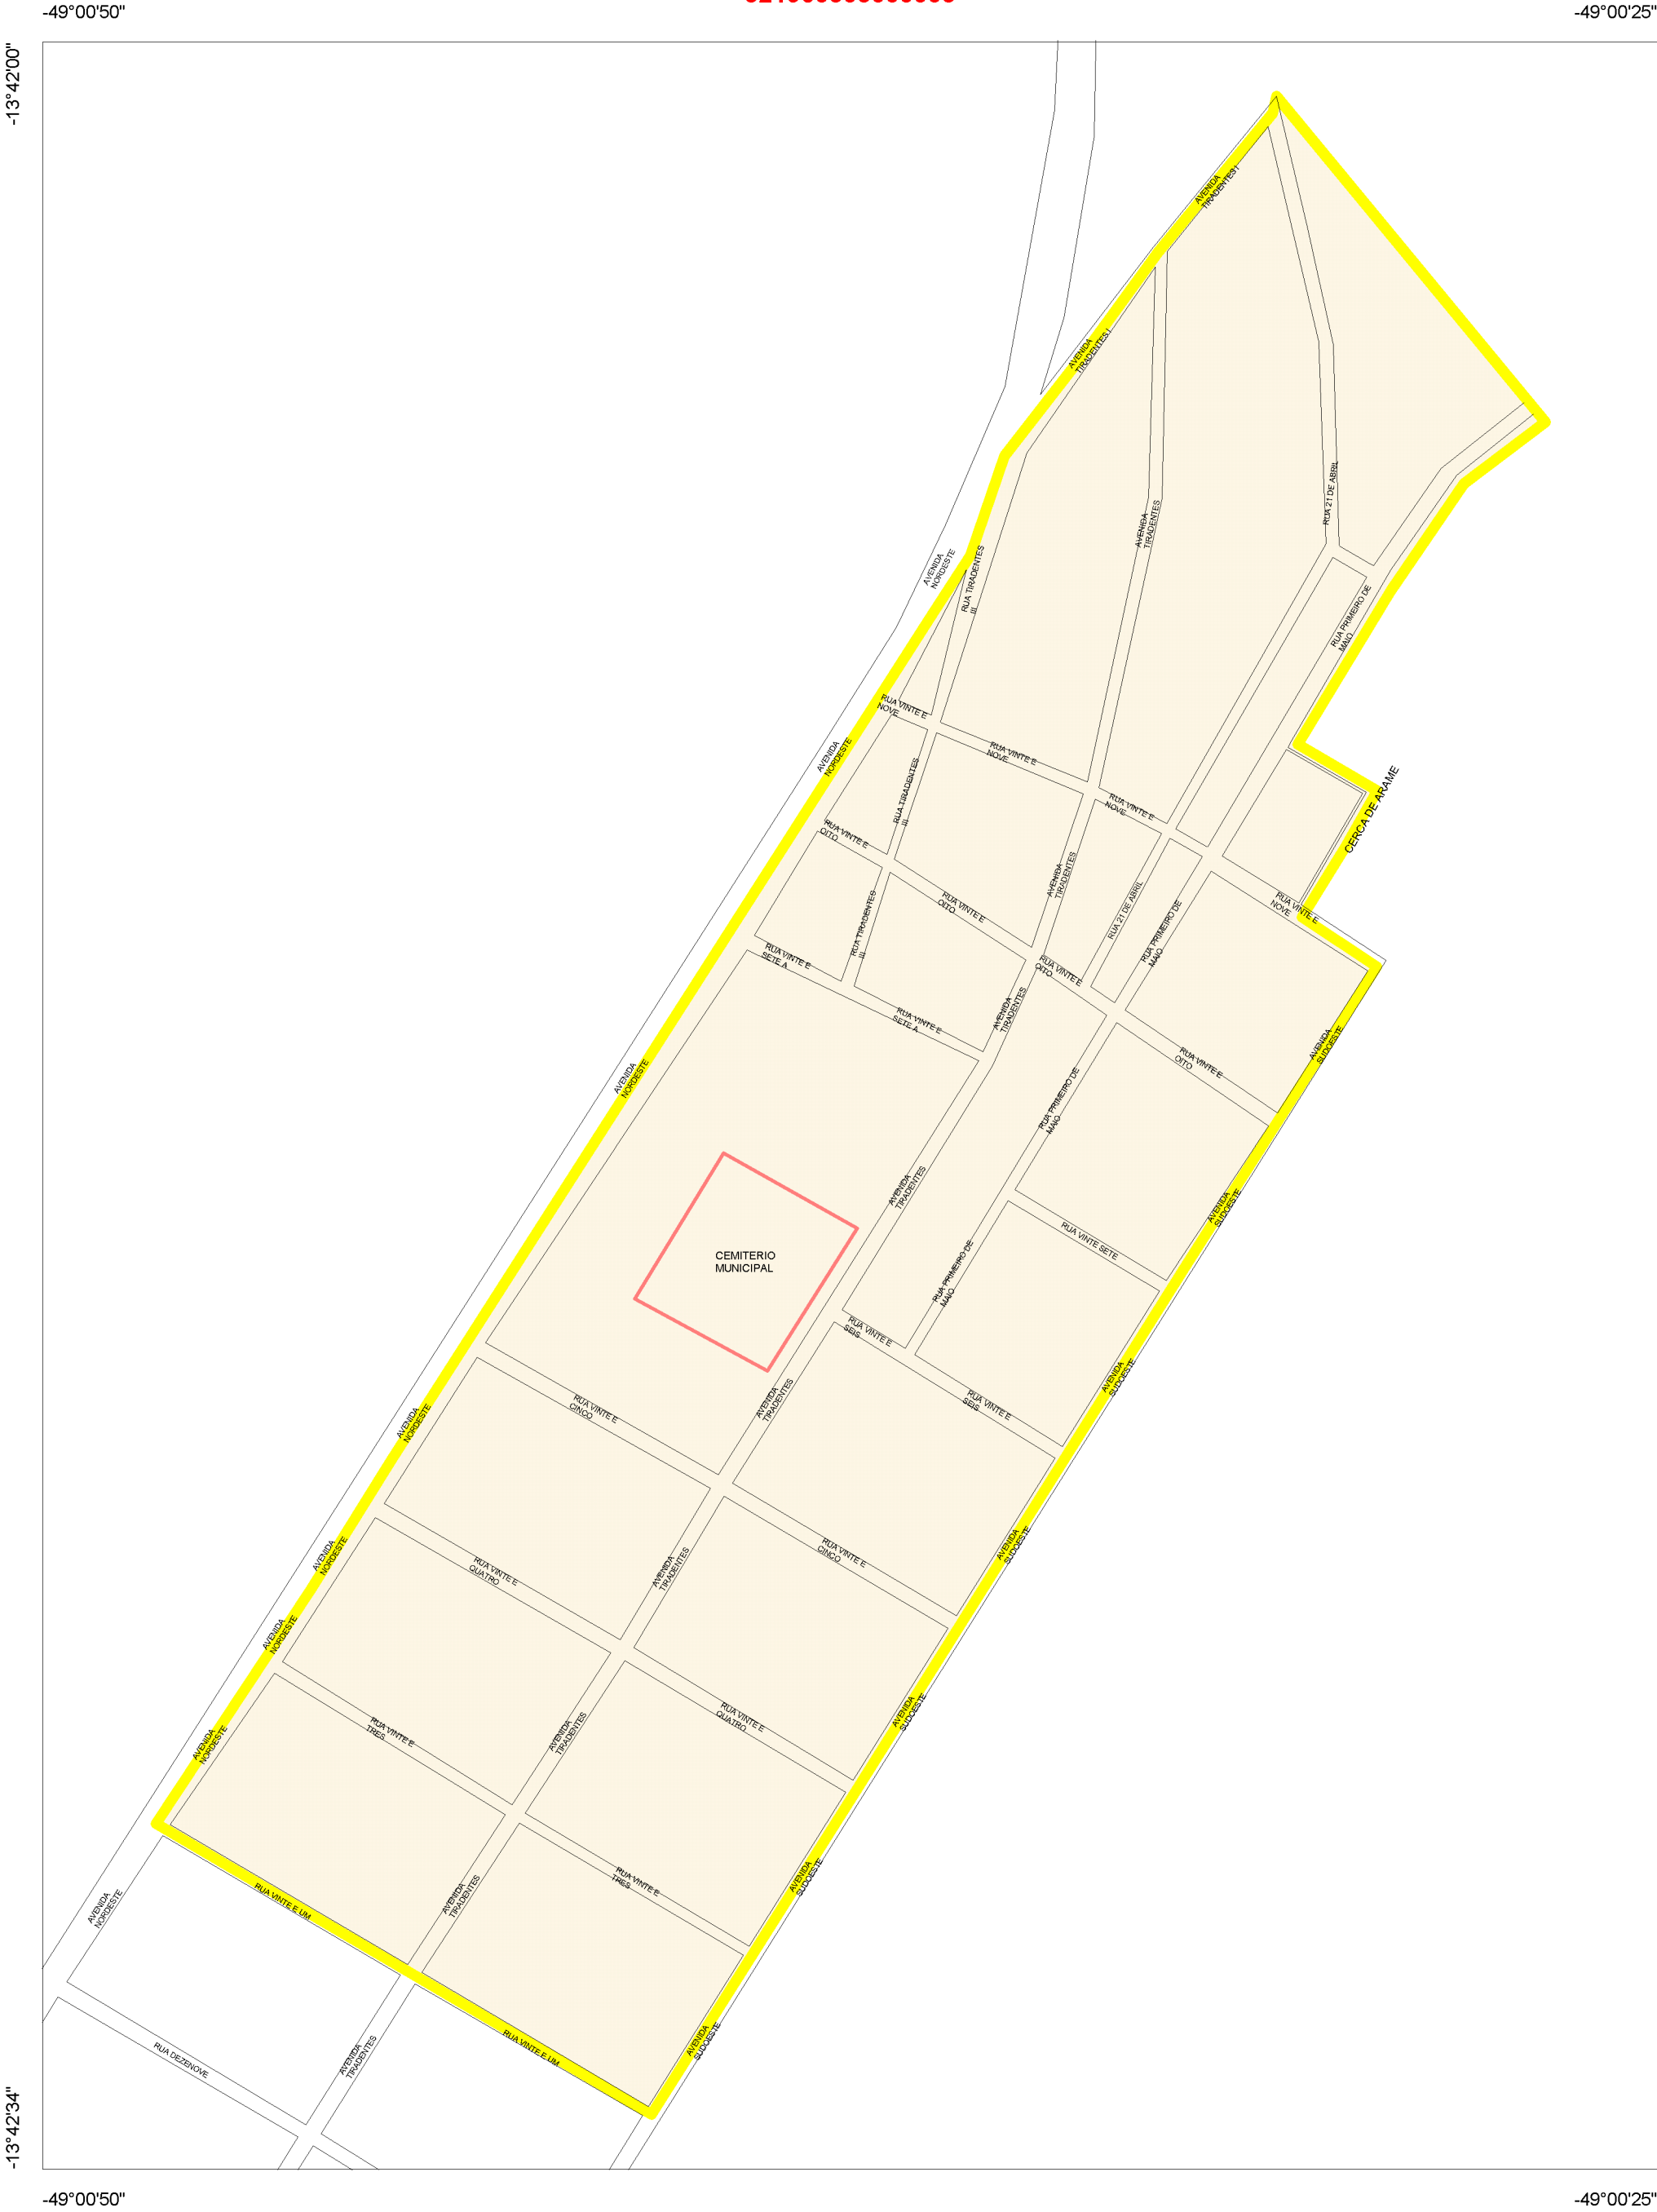 -49°00'50"
-49°00'25"
-13°42'00"
AVENIDA
TIRADENTES I
AVENIDA
TIRADENTES I
RUA 21 DE ABRIL
AVENIDA
TIRADENTES
AVENIDA
NORDESTE
RUA TIRADENTES
III
RUA PRIMEIRO DE
MAIO
RUA VINTE E
NOVE
AVENIDA
NORDESTE
RUA VINTE E
NOVE
RUA TIRADENTES
III
RUA VINTE E
NOVE
CERCA DE ARAME
RUA VINTE E
OITO
AVENIDA
TIRADENTES
RUA VINTE E
OITO
RUA 21 DE ABRIL
RUA VINTE E
NOVE
RUA TIRADENTES
III
RUA PRIMEIRO DE
MAIO
RUA VINTE E
SETE A
RUA VINTE E
OITO
AVENIDA
TIRADENTES
RUA VINTE E
SETE A
AVENIDA
SUDOESTE
RUA VINTE E
OITO
AVENIDA
NORDESTE
RUA PRIMEIRO DE
MAIO
AVENIDA
TIRADENTES
AVENIDA
SUDOESTE
RUA VINTE SETE
CEMITERIO
MUNICIPAL
RUA PRIMEIRO DE
MAIO
RUA VINTE E
SEIS
AVENIDA
SUDOESTE
AVENIDA
TIRADENTES
RUA VINTE E
SEIS
RUA VINTE E
CINCO
AVENIDA
NORDESTE
AVENIDA
NORDESTE
RUA VINTE E
QUATRO
AVENIDA
TIRADENTES
RUA VINTE E
CINCO
AVENIDA
SUDOESTE
AVENIDA
NORDESTE
RUA VINTE E
TRES
AVENIDA
TIRADENTES
RUA VINTE E
QUATRO
AVENIDA
SUDOESTE
AVENIDA
NORDESTE
AVENIDA
NORDESTE
RUA VINTE E UM
AVENIDA
TIRADENTES
RUA VINTE E
TRES
AVENIDA
SUDOESTE
RUA DEZENOVE
AVENIDA
TIRADENTES
RUA VINTE E UM
AVENIDA
SUDOESTE
-13°42'34"
-49°00'50"
-49°00'25"